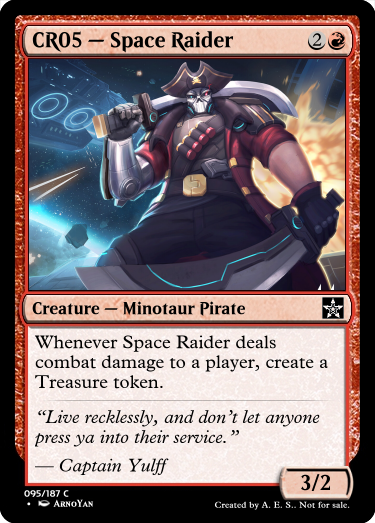 CR05 — Space Raider 2
Creature — Minotaur Pirate
Whenever Space Raider deals
combat damage to a player, create a
Treasure token.
“Live recklessly, and don’t let anyone
press ya into their service.”
— Captain Yulff
3/2
095/187 C
• ArnoYan
Created by A. E. S.. Not for sale.